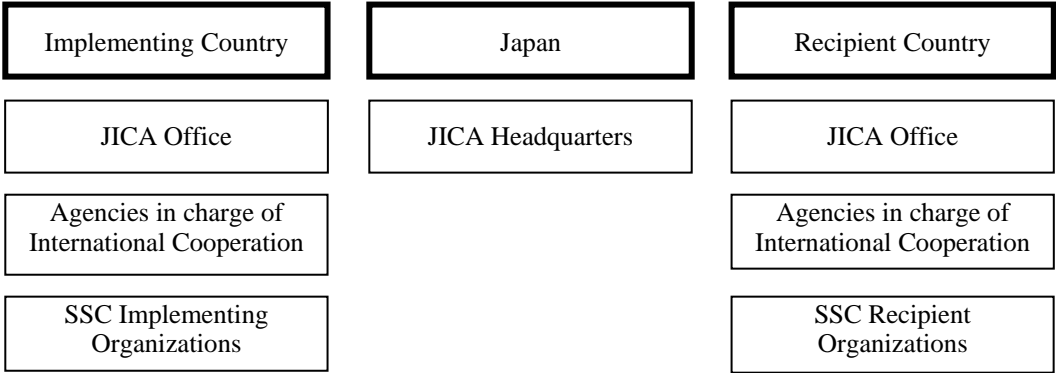 Implementing Country
Japan
Recipient Country
JICA Office
JICA Headquarters
JICA Office
Agencies in charge of
International Cooperation
Agencies in charge of
International Cooperation
SSC Implementing
Organizations
SSC Recipient
Organizations